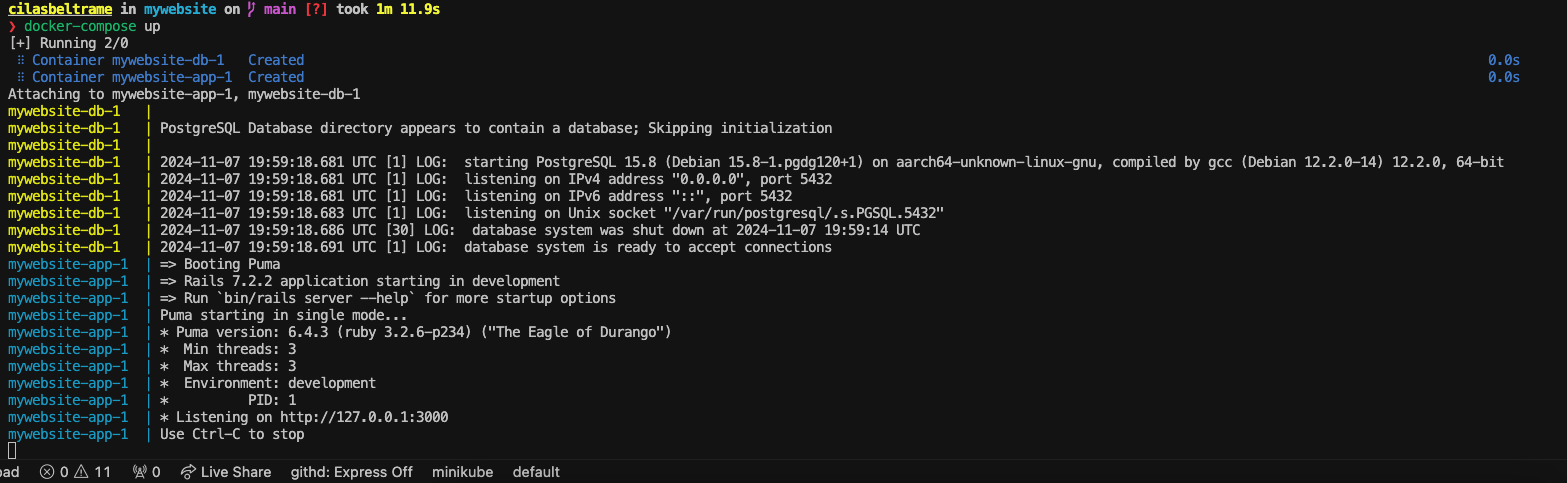 cilasbeltrame in mywebsite on main [?] took 1m 11.9s
❯ docker-compose up
[+] Running 2/0
⠿ Container mywebsite-db-1 Created 0.0s
⠿ Container mywebsite-app-1 Created 0.0s
Attaching to mywebsite-app-1, mywebsite-db-1
mywebsite-db-1 |
mywebsite-db-1 | PostgreSQL Database directory appears to contain a database; Skipping initialization
mywebsite-db-1 |
mywebsite-db-1 | 2024-11-07 19:59:18.681 UTC [1] LOG: starting PostgreSQL 15.8 (Debian 15.8-1.pgdg120+1) on aarch64-unknown-linux-gnu, compiled by gcc (Debian 12.2.0-14) 12.2.0, 64-bit
mywebsite-db-1 | 2024-11-07 19:59:18.681 UTC [1] LOG: listening on IPv4 address "0.0.0.0", port 5432
mywebsite-db-1 | 2024-11-07 19:59:18.681 UTC [1] LOG: listening on IPv6 address "::", port 5432
mywebsite-db-1 | 2024-11-07 19:59:18.683 UTC [1] LOG: listening on Unix socket "/var/run/postgresql/.s.PGSQL.5432"
mywebsite-db-1 | 2024-11-07 19:59:18.686 UTC [30] LOG: database system was shut down at 2024-11-07 19:59:14 UTC
mywebsite-db-1 | 2024-11-07 19:59:18.691 UTC [1] LOG: database system is ready to accept connections
mywebsite-app-1 | => Booting Puma
mywebsite-app-1 | => Rails 7.2.2 application starting in development
mywebsite-app-1 | => Run `bin/rails server --help` for more startup options
mywebsite-app-1 | Puma starting in single mode...
mywebsite-app-1 | * Puma version: 6.4.3 (ruby 3.2.6-p234) ("The Eagle of Durango")
mywebsite-app-1 | * Min threads: 3
mywebsite-app-1 | * Max threads: 3
mywebsite-app-1 | * Environment: development
mywebsite-app-1 | * PID: 1
mywebsite-app-1 | * Listening on http://127.0.0.1:3000
mywebsite-app-1 | Use Ctrl-C to stop
oad 0 11 0 Live Share githd: Express Off minikube default